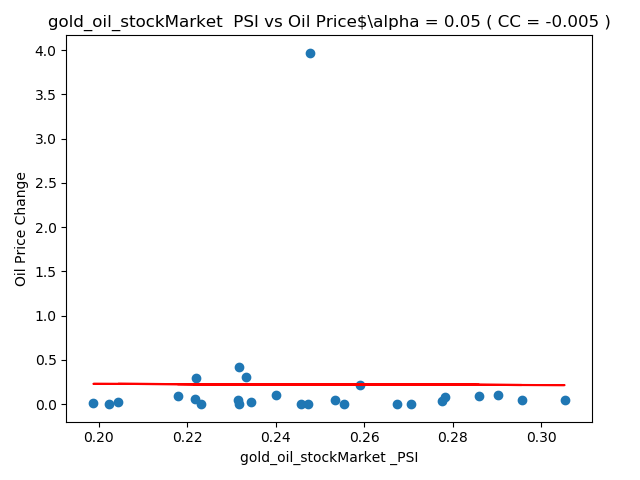 gold_oil_stockMarket  PSI vs Oil Price$\alpha = 0.05 ( CC = -0.005 )
4.0
3.5
3.0
2.5
2.0
1.5
1.0
0.5
0.0
Oil Price Change
0.20 0.22 0.24 0.26 0.28 0.30
gold_oil_stockMarket _PSI